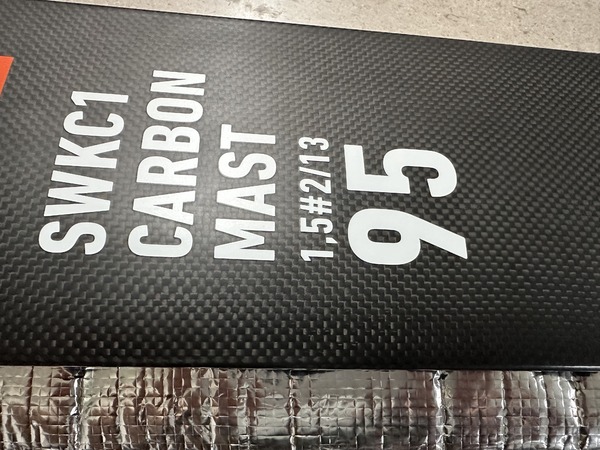 SWKC1
CARBON
MAST
1,5#2/13
95